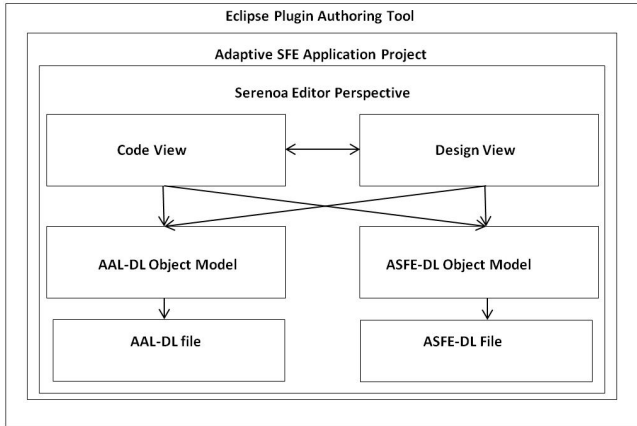 Eclipse Plugin Authoring Tool
Adaptive SFE Application Project
Serenoa Editor Perspective
Code View
Design View
AAL-DL Object Model
ASFE-DL Object Model
AAL-DL file
ASFE-DL File